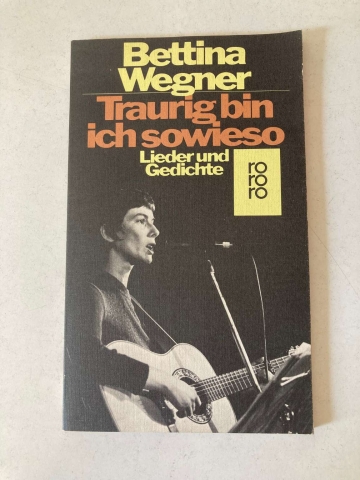 Bettina
Wegner
Traurig bin
ich sowieso
Lieder und
Gedichte
ro
ro
ro